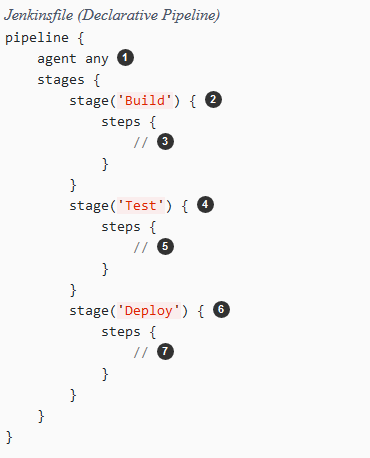 Jenkinsfile (Declarative Pipeline)
pipeline {
    agent any 1
    stages {
        stage('Build') { 2
            steps {
                // 3
            }
        }
        stage('Test') { 4
            steps {
                // 5
            }
        }
        stage('Deploy') { 6
            steps {
                // 7
            }
        }
    }
}